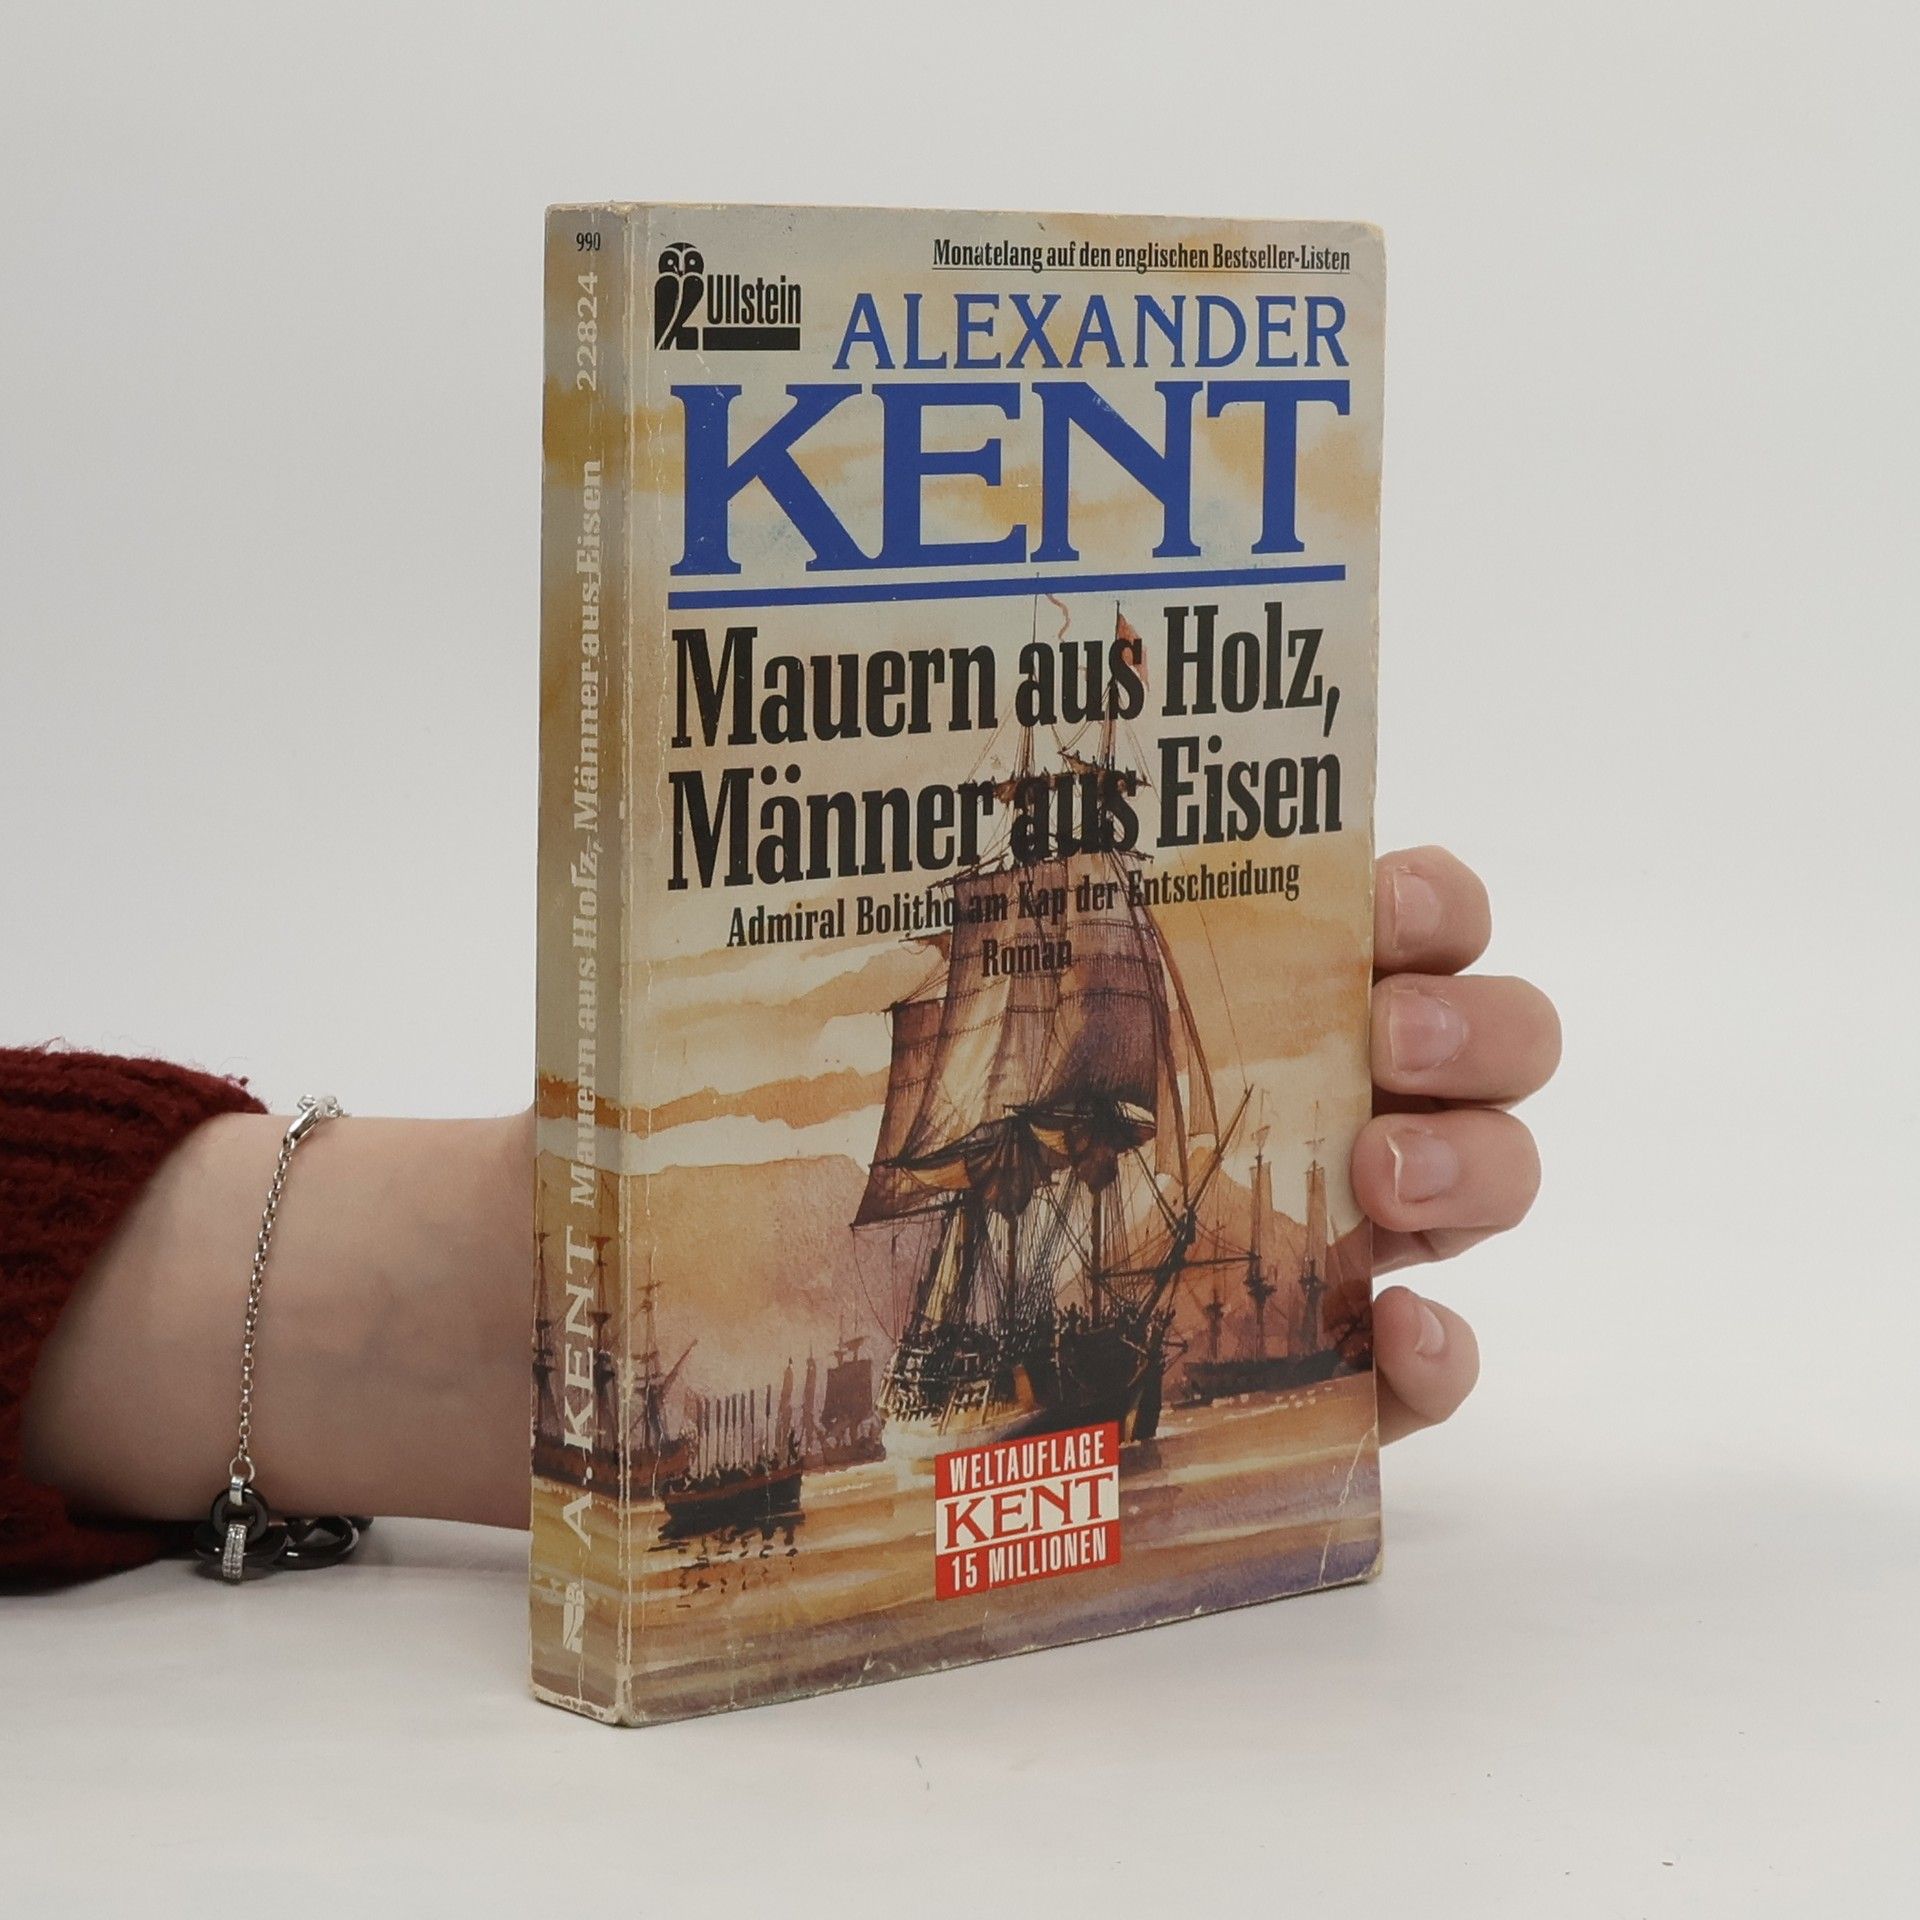 990
22824
A. KENT Mauern aus Holz, Männer aus Eisen
Ullstein
Monatelang auf den englischen Bestseller-Listen
ALEXANDER
KENT
Mauern aus Holz,
Männer aus Eisen
Admiral Bolitho am Kap der Entscheidung
Roman
WELTAUFLAGE
KENT
15 MILLIONEN